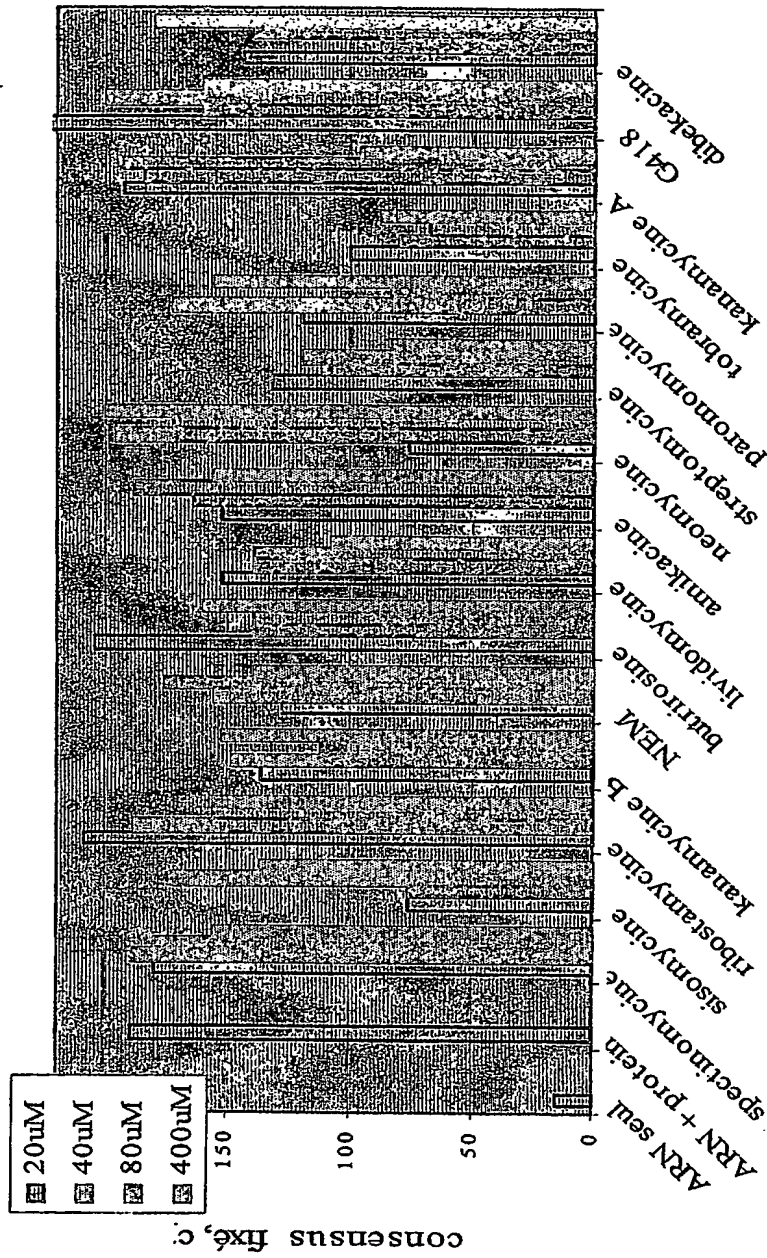 20uM
40uM
80uM
400uM
consensus fixé, c
150
100
50
0
ARN seul
ARN + protein
spectinomycine
sisomycine
ribostamycine
kanamycine b
NEM
butirosine
lividomycine
amikacine
neomycine
streptomycine
paromomycine
tobramycine
kanamycine A
G418
dibekacine